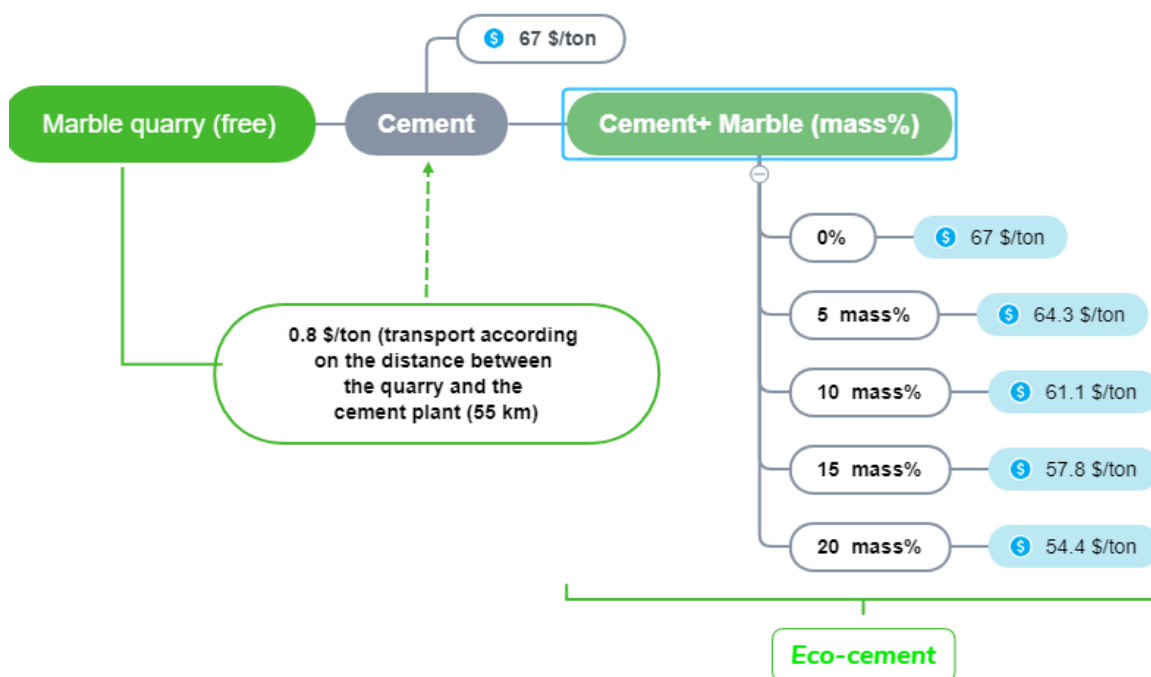 67 $/ton
Marble quarry (free)
Cement
Cement+ Marble (mass%)
0%
67 $/ton
5 mass%
64.3 $/ton
0.8 $/ton (transport according
on the distance between
the quarry and the
cement plant (55 km)
10 mass%
61.1 $/ton
15 mass%
57.8 $/ton
20 mass%
54.4 $/ton
Eco-cement